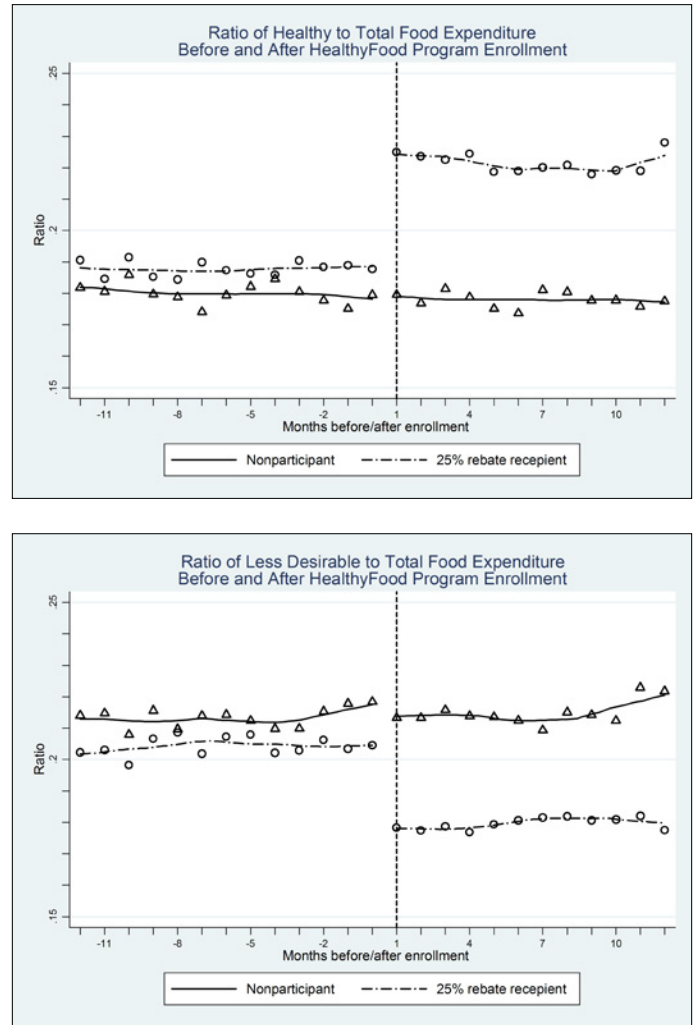 Ratio of Healthy to Total Food Expenditure
Before and After HealthyFood Program Enrollment
.25
.2
.15
Ratio
-11 -8 -5 -2 1 4 7 10
Months before/after enrollment
Nonparticipant 25% rebate recepient
Ratio of Less Desirable to Total Food Expenditure
Before and After HealthyFood Program Enrollment
.25
.2
.15
Ratio
-11 -8 -5 -2 1 4 7 10
Months before/after enrollment
Nonparticipant 25% rebate recepient